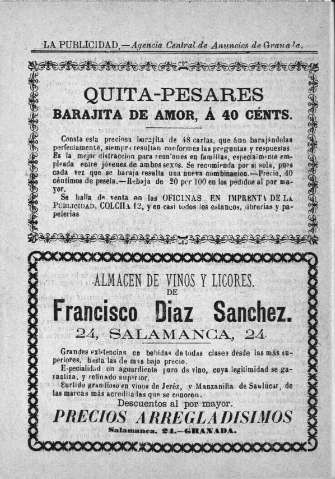 LA PUBLICIDAD,—Agencia Central de Anuncios de Granada.
QUITA-PESARES
BARAJITA DE AMOR, Á 40 CÉNTS.
Consta esta preciosa barajita de 48 cartas, que aun barajándolas
perfectamente, siempre resultan conformes las preguntas y respuestas.
Es la mejor distraccion para reuniones en familias, especialmente em-
pleada entre jóvenes de ambos sexos. Se recomienda por sí sola, pues
cada vez que se baraja resulta una nueva combinacion.—Precio, 40
céntimos de peseta.—Rebaja de 20 por 100 en los pedidos al por ma-
yor.
Se halla de venta en las OFICINAS É IMPRENTA DE LA
PUBLICIDAD, COLCHA 12, y en casi todos los estancos, librerías y pa-
pelerías.
ALMACEN DE VINOS Y LICORES.
DE
Francisco Diaz Sanchez.
24, SALAMANCA, 24
Grandes existencias en bebidas de todas clases desde las más su-
periores, hasta las de mas bajo precio.
Especialidad en aguardiente puro de vino, cuya legitimidad se ga-
rantiza, y refinado superior.
Surtido grandioso en vinos de Jeréz, y Manzanilla de Sanlúcar, de
las marcas más acreditadas que se conocen.
Descuentos al por mayor.
PRECIOS ARREGLADISIMOS
Salamanca, 24.—GRANADA.